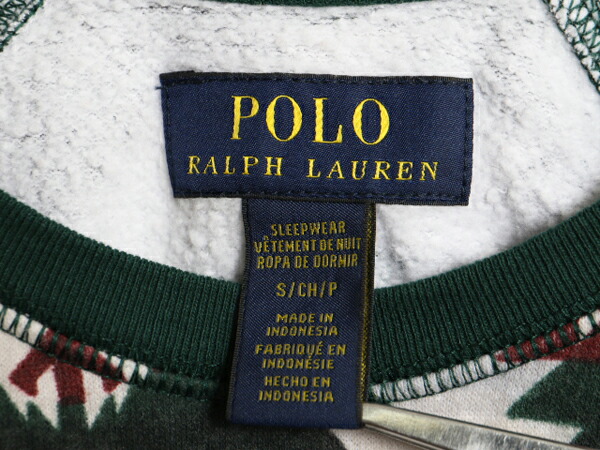 POLO
RALPH LAUREN
SLEEPWEAR
VÊTEMENT DE NUIT
ROPA DE DORMIR
S/CH/P
MADE IN
INDONESIA
FABRIQUÉ EN
INDONÉSIE
HECHO EN
INDONESIA